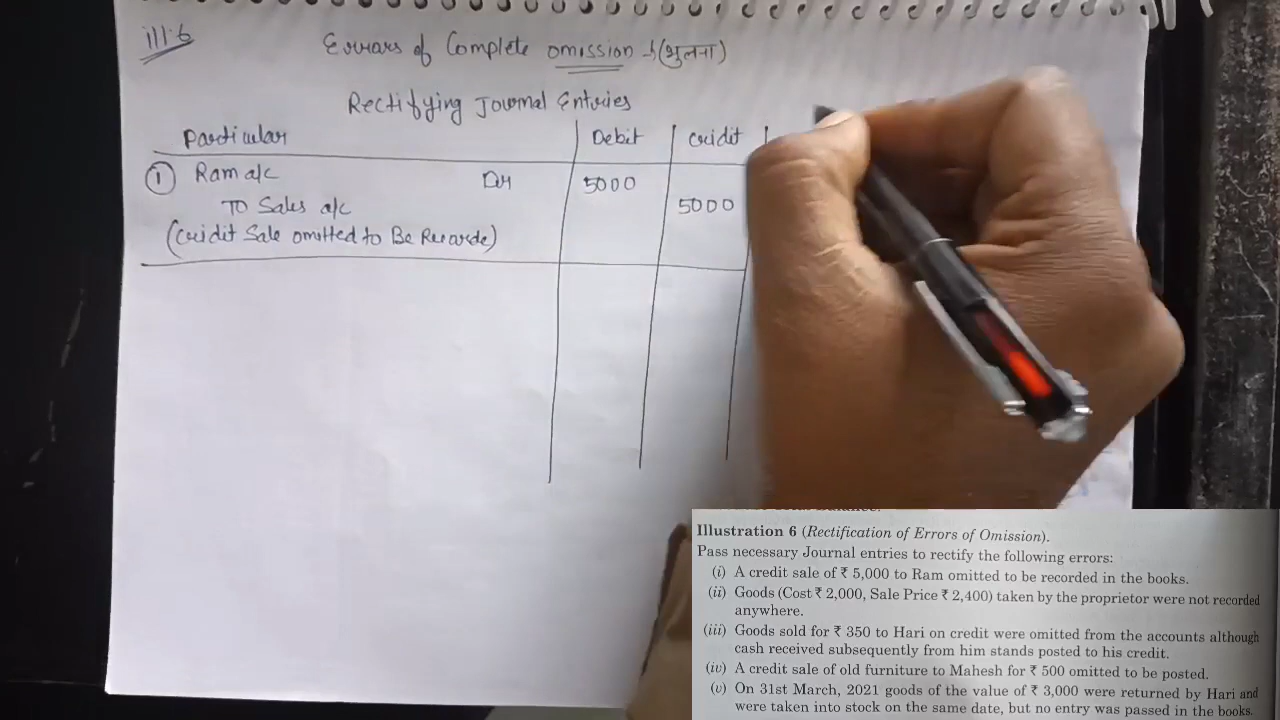 111.6
Errors of Complete omission → (भुलना)
Rectifying Journal Entries
Particular Debit Cridit
① Ram a/c Dr 5000
To Sales a/c 5000
(Cridit Sale omitted to Be Recorde)
Illustration 6 (Rectification of Errors of Omission).
Pass necessary Journal entries to rectify the following errors:
(i) A credit sale of ₹ 5,000 to Ram omitted to be recorded in the books.
(ii) Goods (Cost ₹ 2,000, Sale Price ₹ 2,400) taken by the proprietor were not recorded
anywhere.
(iii) Goods sold for ₹ 350 to Hari on credit were omitted from the accounts although
cash received subsequently from him stands posted to his credit.
(iv) A credit sale of old furniture to Mahesh for ₹ 500 omitted to be posted.
(v) On 31st March, 2021 goods of the value of ₹ 3,000 were returned by Hari and
were taken into stock on the same date, but no entry was passed in the books.